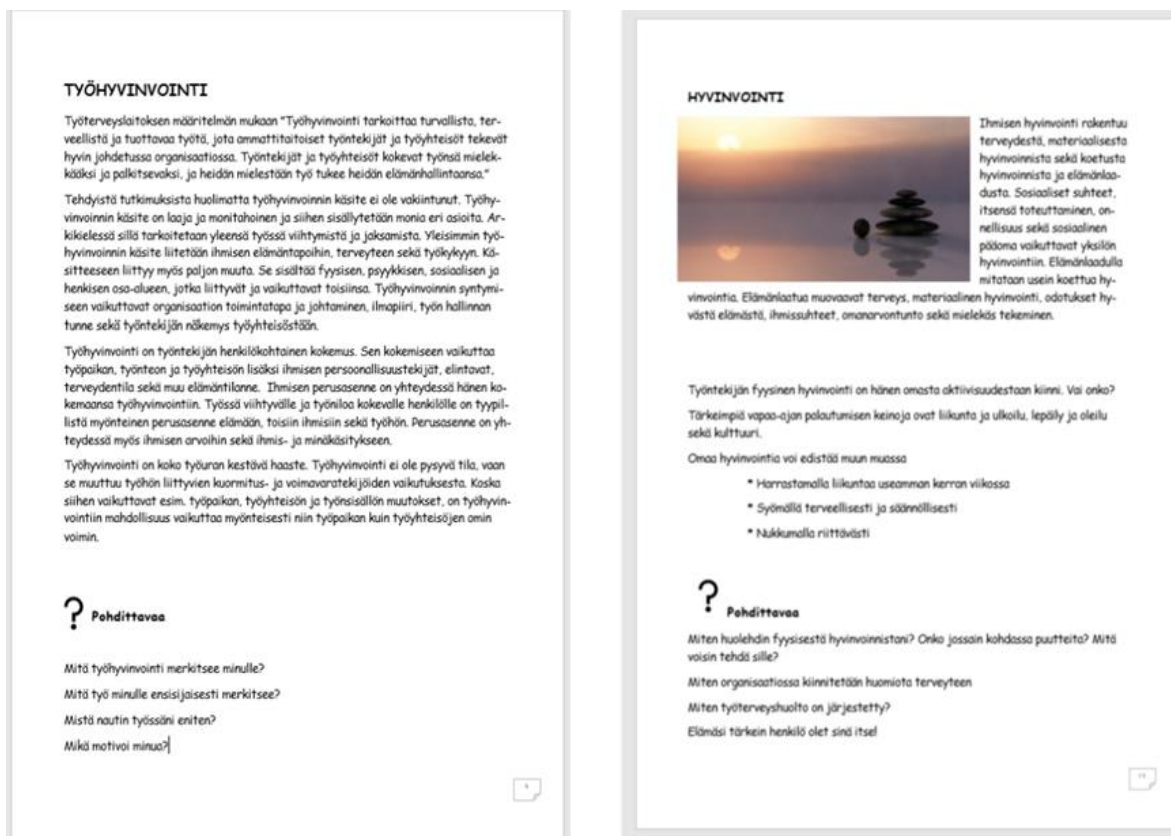 TYÖHYVINVOINTI
Työterveyslaitoksen määritelmän mukaan "Työhyvinvointi tarkoittaa turvallista, ter-
veellistä ja tuottavaa työtä, jota ammattitaitoiset työntekijät ja työyhteisöt tekevät
hyvin johdetussa organisaatiossa. Työntekijät ja työyhteisöt kokevat työnsä mielek-
kääksi ja palkitsevaksi, ja heidän mielestään työ tukee heidän elämänhallintaansa."
Tehdyistä tutkimuksista huolimatta työhyvinvoinnin käsite ei ole vakiintunut. Työhy-
vinvoinnin käsite on laaja ja monitahoinen ja siihen sisällytetään monia eri asioita. Ar-
kikielessä sillä tarkoitetaan yleensä työssä viihtymistä ja jaksamista. Yleisimmin työ-
hyvinvoinnin käsite liitetään ihmisen elämäntapoihin, terveyteen sekä työkykyyn. Kä-
sitteeseen liittyy myös paljon muuta. Se sisältää fyysisen, psyykkisen, sosiaalisen ja
henkisen osa-alueen, jotka liittyvät ja vaikuttavat toisiinsa. Työhyvinvoinnin syntymi-
seen vaikuttavat organisaation toimintatapa ja johtaminen, ilmapiiri, työn hallinnan
tunne sekä työntekijän näkemys työyhteisöstään.
Työhyvinvointi on työntekijän henkilökohtainen kokemus. Sen kokemiseen vaikuttaa
työpaikan, työnteon ja työyhteisön lisäksi ihmisen persoonallisuustekijät, elintavat,
terveydentila sekä muu elämäntilanne. Ihmisen perusasenne on yhteydessä hänen ko-
kemaansa työhyvinvointiin. Työssä viihtyvälle ja työniloa kokevalle henkilölle on tyypil-
listä myönteinen perusasenne elämään, toisiin ihmisiin sekä työhön. Perusasenne on yh-
teydessä myös ihmisen arvoihin sekä ihmis- ja minäkäsitykseen.
Työhyvinvointi on koko työuran kestävä haaste. Työhyvinvointi ei ole pysyvä tila, vaan
se muuttuu työhön liittyvien kuormitus- ja voimavaratekijöiden vaikutuksesta. Koska
siihen vaikuttavat esim. työpaikan, työyhteisön ja työnsisällön muutokset, on työhyvin-
vointiin mahdollisuus vaikuttaa myönteisesti niin työpaikan kuin työyhteisöjen omin
voimin.
? Pohdittavaa
Mitä työhyvinvointi merkitsee minulle?
Mitä työ minulle ensisijaisesti merkitsee?
Mistä nautin työssäni eniten?
Mikä motivoi minua?
HYVINVOINTI
Ihmisen hyvinvointi rakentuu
terveydestä, materiaalisesta
hyvinvoinnista sekä koetusta
hyvinvoinnista ja elämänlaa-
dusta. Sosiaaliset suhteet,
itsensä toteuttaminen, on-
nellisuus sekä sosiaalinen
pääoma vaikuttavat yksilön
hyvinvointiin. Elämänlaadulla
mitataan usein koettua hy-
vinvointia. Elämänlaatua muovaavat terveys, materiaalinen hyvinvointi, odotukset hy-
västä elämästä, ihmissuhteet, omanarvontunto sekä mielekäs tekeminen.
Työntekijän fyysinen hyvinvointi on hänen omasta aktiivisuudestaan kiinni. Vai onko?
Tärkeimpiä vapaa-ajan palautumisen keinoja ovat liikunta ja ulkoilu, lepäily ja oleilu
sekä kulttuuri.
Omaa hyvinvointia voi edistää muun muassa
* Harrastamalla liikuntaa useamman kerran viikossa
* Syömällä terveellisesti ja säännöllisesti
* Nukkumalla riittävästi
? Pohdittavaa
Miten huolehdin fyysisestä hyvinvoinnistani? Onko jossain kohdassa puutteita? Mitä
voisin tehdä sille?
Miten organisaatiossa kiinnitetään huomiota terveyteen
Miten työterveyshuolto on järjestetty?
Elämäsi tärkein henkilö olet sinä itse!